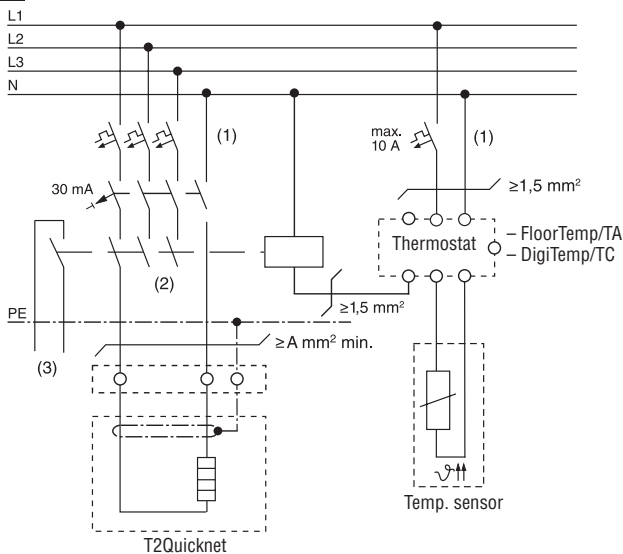 L1
L2
L3
N
(1)
max.
10 A
(1)
30 mA
≥1,5 mm²
Thermostat
– FloorTemp/TA
– DigiTemp/TC
(2)
≥1,5 mm²
PE
≥A mm² min.
(3)
ϑ
Temp. sensor
T2Quicknet